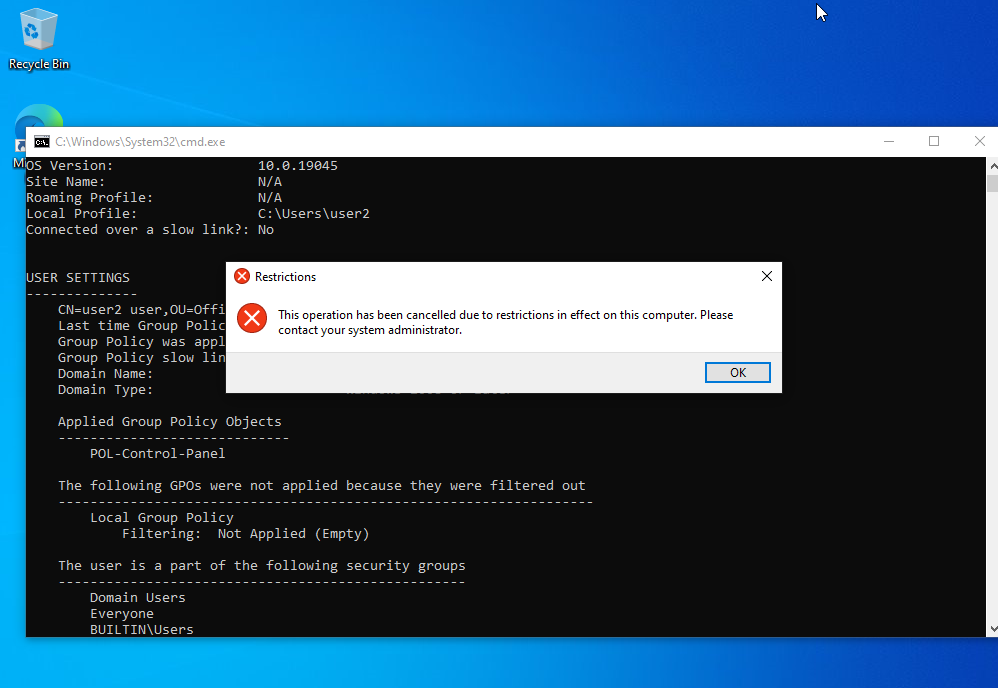 Recycle Bin
C:\Windows\System32\cmd.exe
OS Version: 10.0.19045
Site Name: N/A
Roaming Profile: N/A
Local Profile: C:\Users\user2
Connected over a slow link?: No
USER SETTINGS
--------------
CN=user2 user,OU=Offi
Last time Group Polic
Group Policy was appl
Group Policy slow lin
Domain Name:
Domain Type:
Restrictions
This operation has been cancelled due to restrictions in effect on this computer. Please
contact your system administrator.
OK
Applied Group Policy Objects
-----------------------------
POL-Control-Panel
The following GPOs were not applied because they were filtered out
-------------------------------------------------------------------
Local Group Policy
Filtering: Not Applied (Empty)
The user is a part of the following security groups
---------------------------------------------------
Domain Users
Everyone
BUILTIN\Users